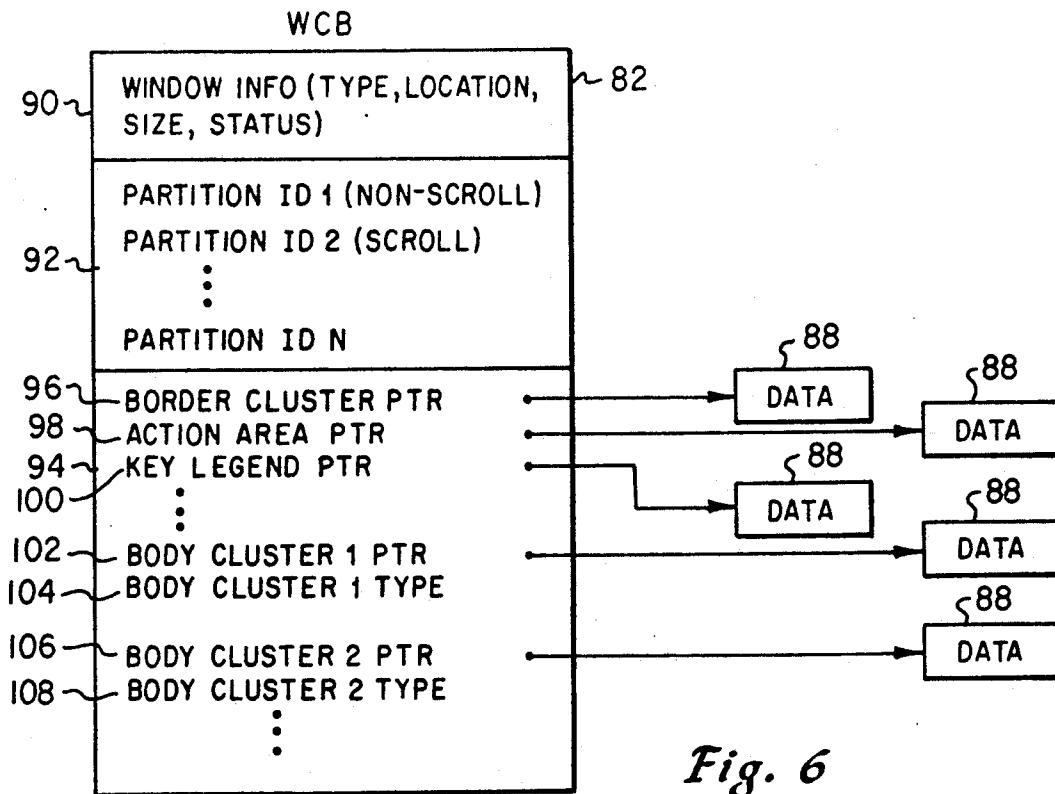 WCB
82
90
WINDOW INFO (TYPE, LOCATION,
SIZE, STATUS)
PARTITION ID 1 (NON-SCROLL)
92
PARTITION ID 2 (SCROLL)
PARTITION ID N
96
BORDER CLUSTER PTR
88
DATA
98
ACTION AREA PTR
88
DATA
94
KEY LEGEND PTR
100
88
DATA
102
BODY CLUSTER 1 PTR
88
DATA
104
BODY CLUSTER 1 TYPE
106
BODY CLUSTER 2 PTR
88
DATA
108
BODY CLUSTER 2 TYPE
Fig. 6